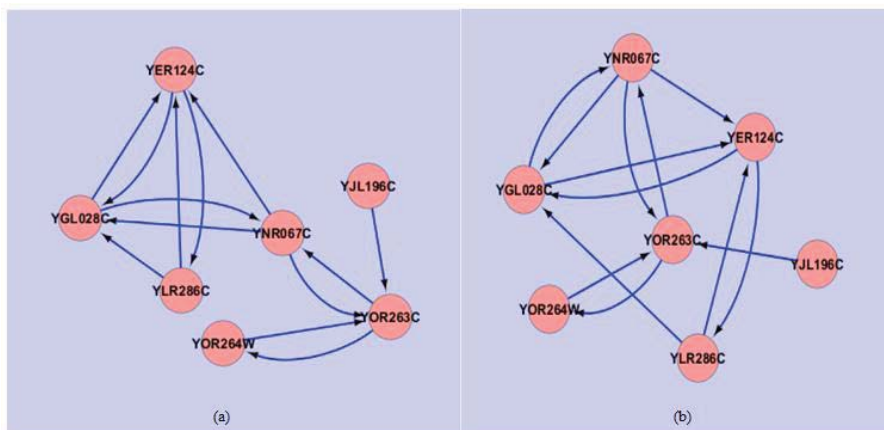 YER124C
YJL196C
YGL028C
YNR067C
YLR286C
YOR263C
YOR264W
(a)
YNR067C
YER124C
YGL028C
YOR263C
YJL196C
YOR264W
YLR286C
(b)